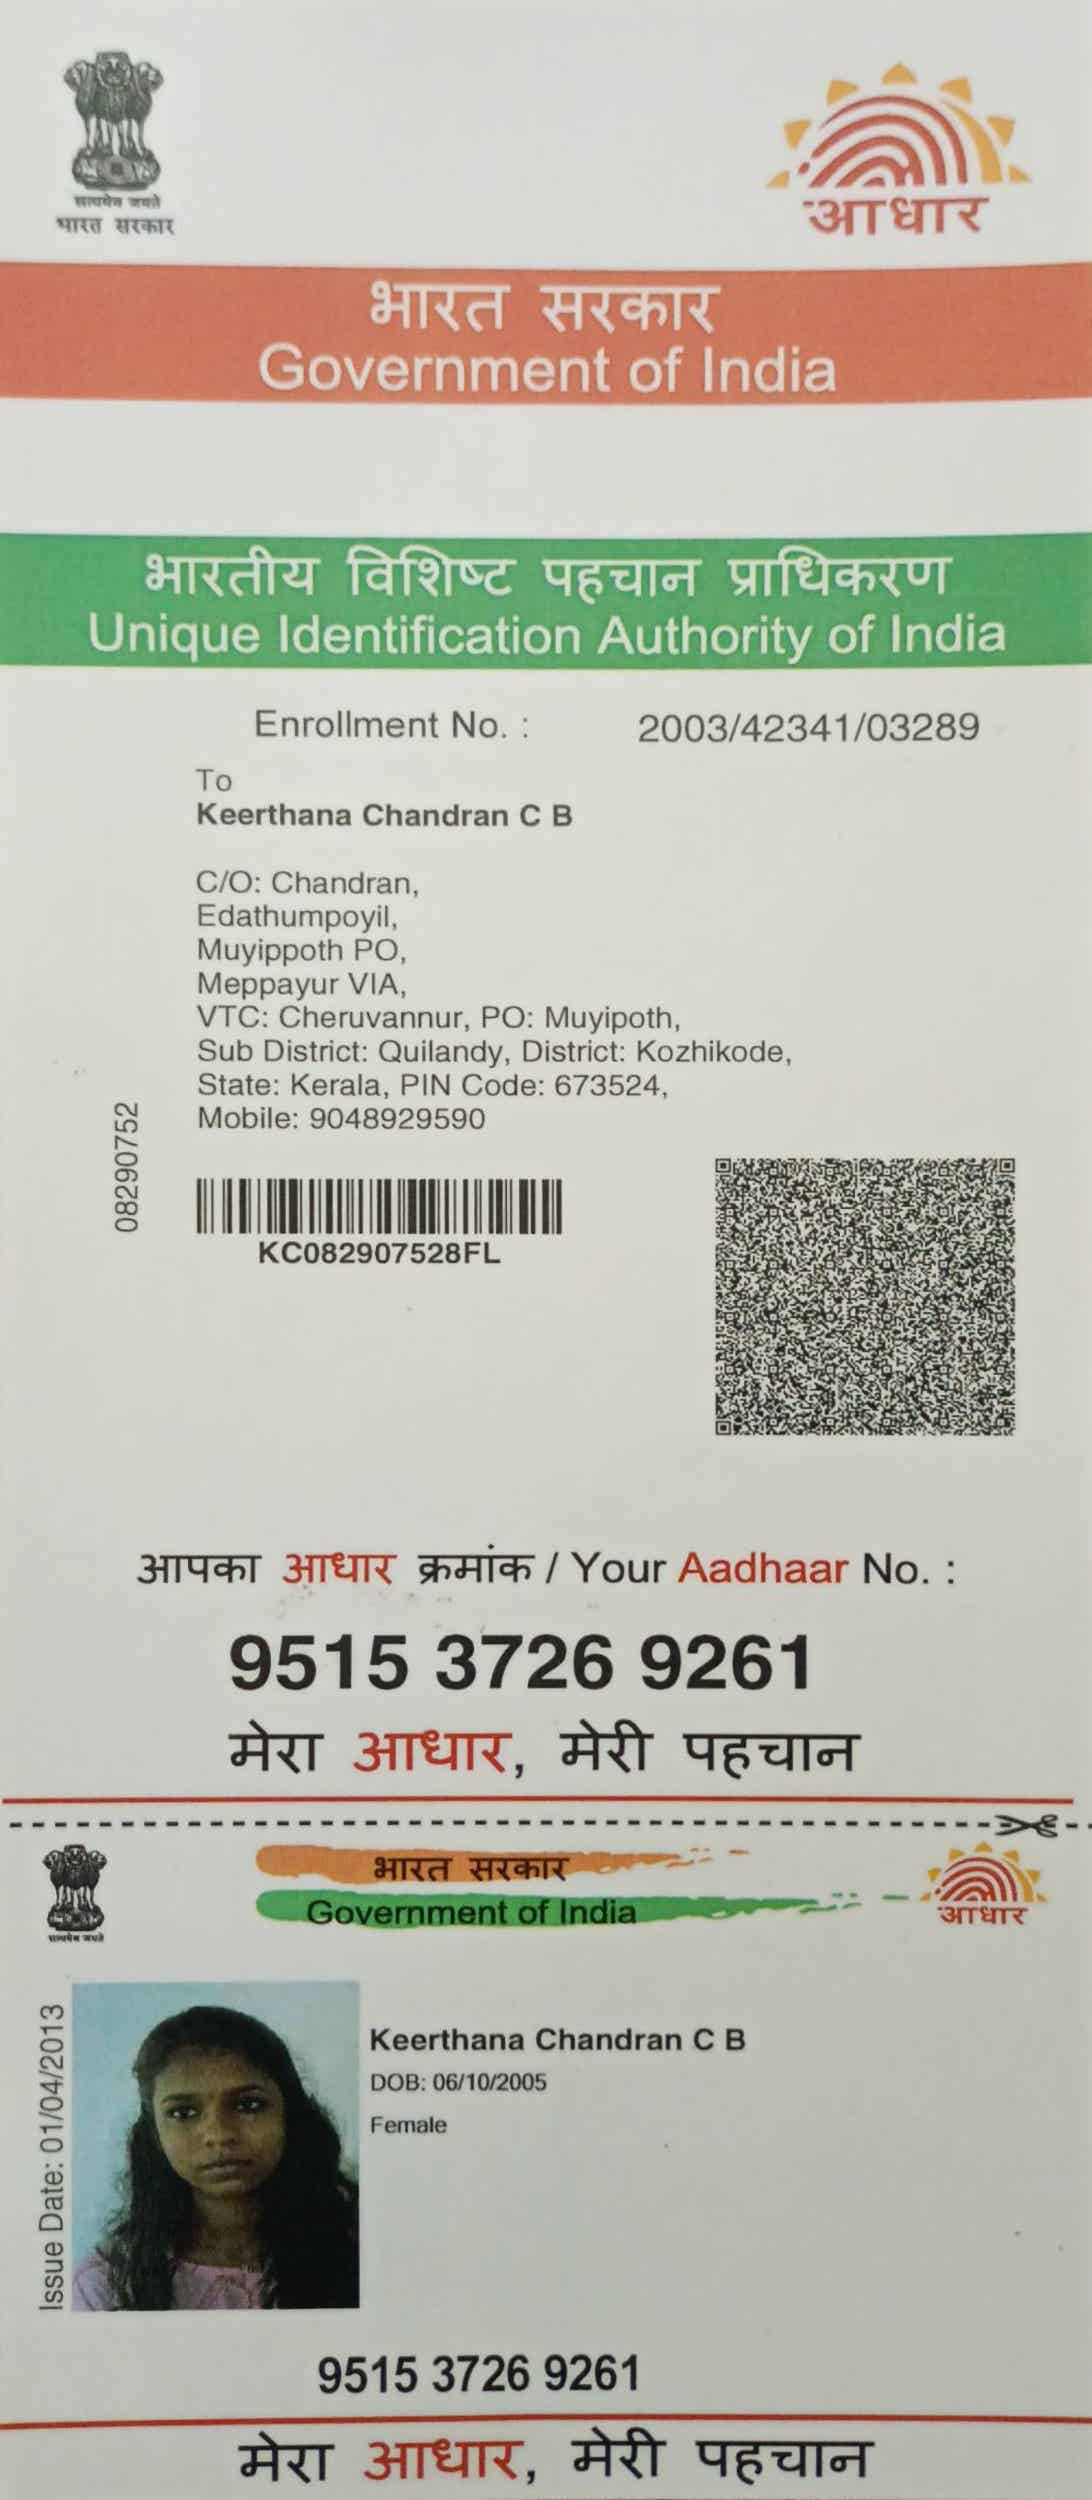 सत्यमेव जयते
भारत सरकार
आधार
भारत सरकार
Government of India
भारतीय विशिष्ट पहचान प्राधिकरण
Unique Identification Authority of India
Enrollment No. : 2003/42341/03289
To
Keerthana Chandran C B
C/O: Chandran,
Edathumpoyil,
Muyippoth PO,
Meppayur VIA,
VTC: Cheruvannur, PO: Muyipoth,
Sub District: Quilandy, District: Kozhikode,
State: Kerala, PIN Code: 673524,
Mobile: 9048929590
08290752
KC082907528FL
आपका आधार क्रमांक / Your Aadhaar No. :
9515 3726 9261
मेरा आधार, मेरी पहचान
सत्यमेव जयते
भारत सरकार
Government of India
आधार
Issue Date: 01/04/2013
Keerthana Chandran C B
DOB: 06/10/2005
Female
9515 3726 9261
मेरा आधार, मेरी पहचान